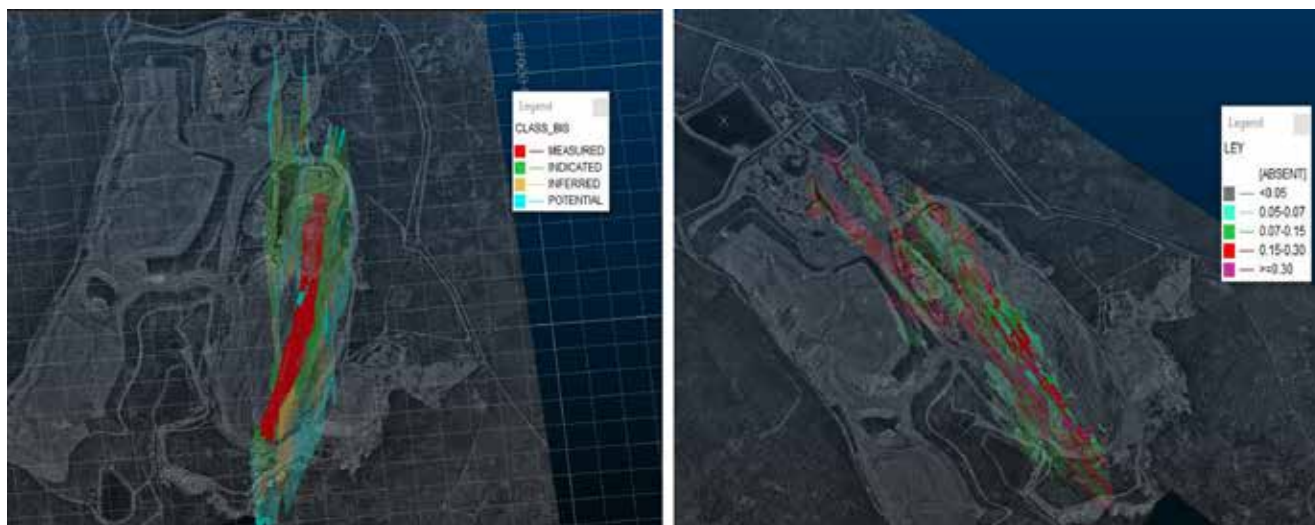 Legend
CLASS_BIS
MEASURED
INDICATED
INFERRED
POTENTIAL
Legend
LEY
[ABSENT]
<0.05
0.05-0.07
0.07-0.15
0.15-0.30
>=0.30